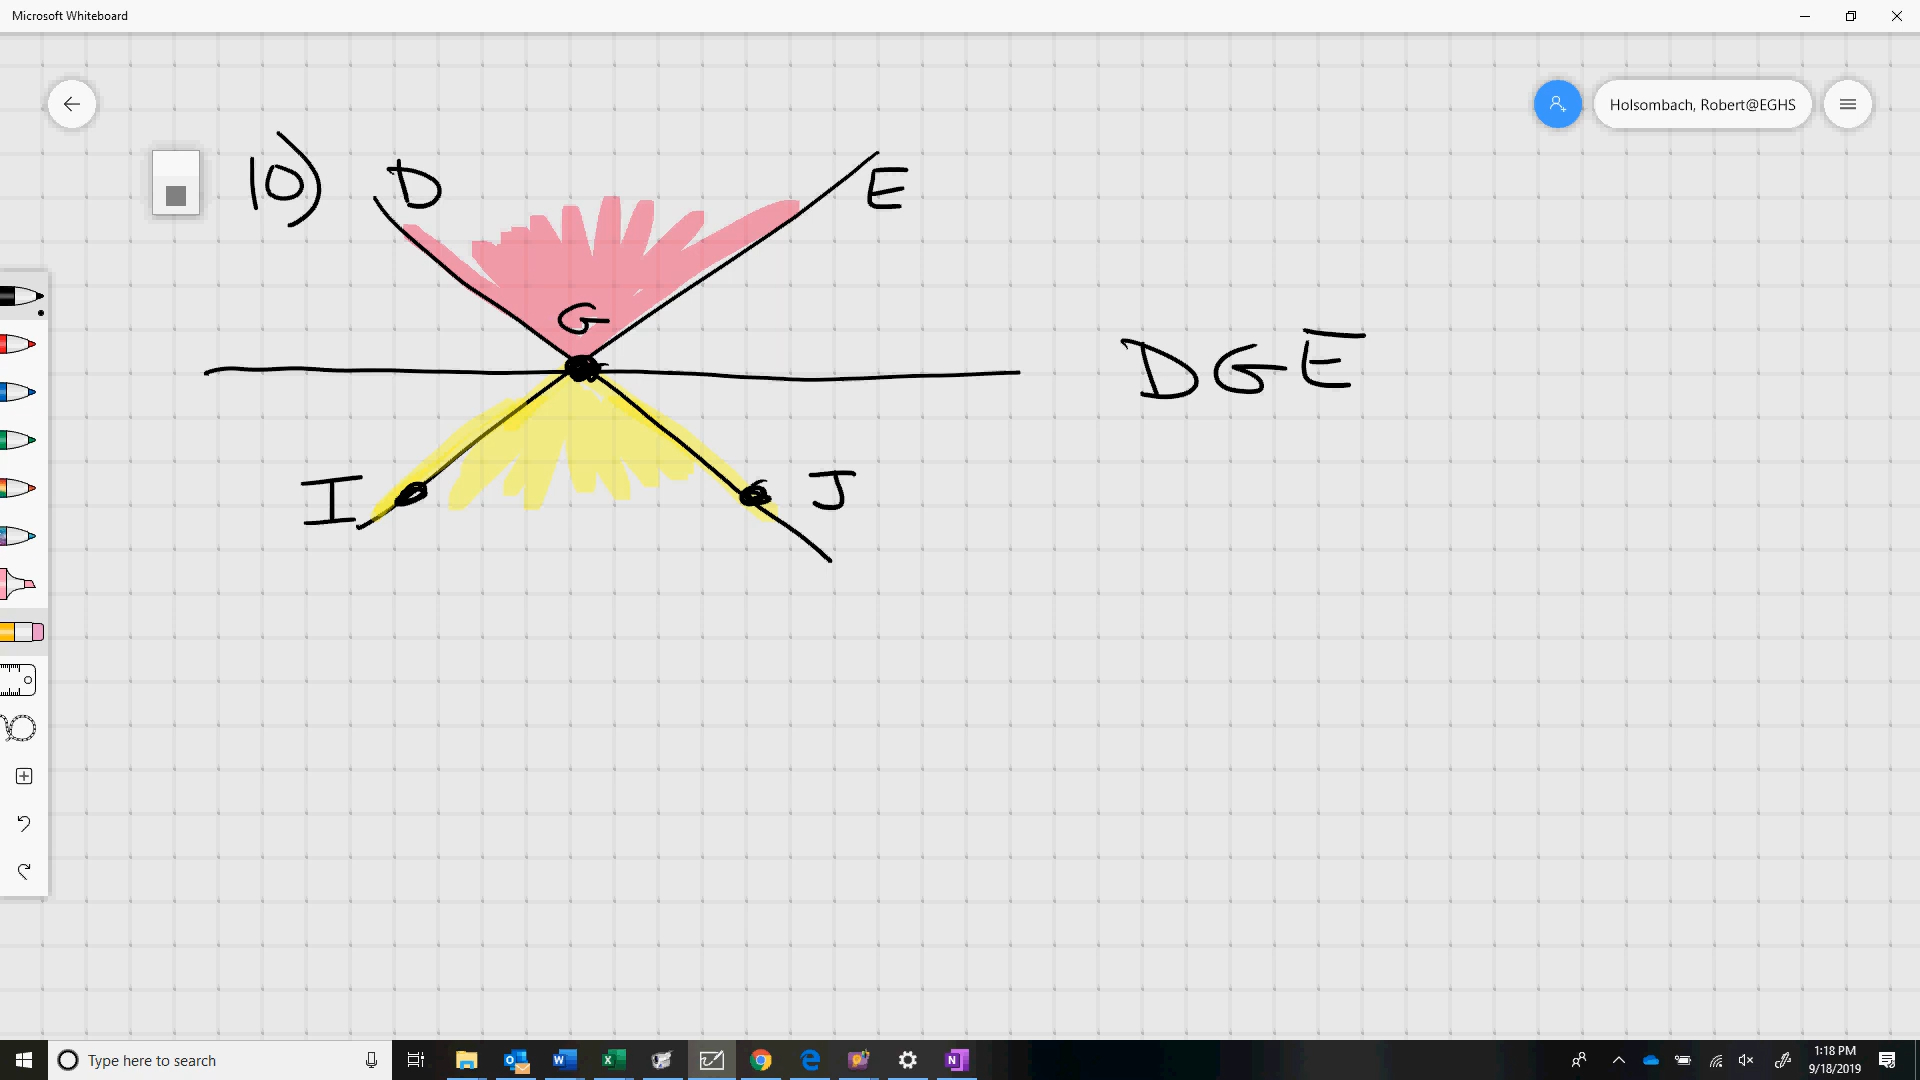 Microsoft Whiteboard
Holsombach, Robert@EGHS
10) D E
G
DGE
I J
Type here to search
1:18 PM
9/18/2019